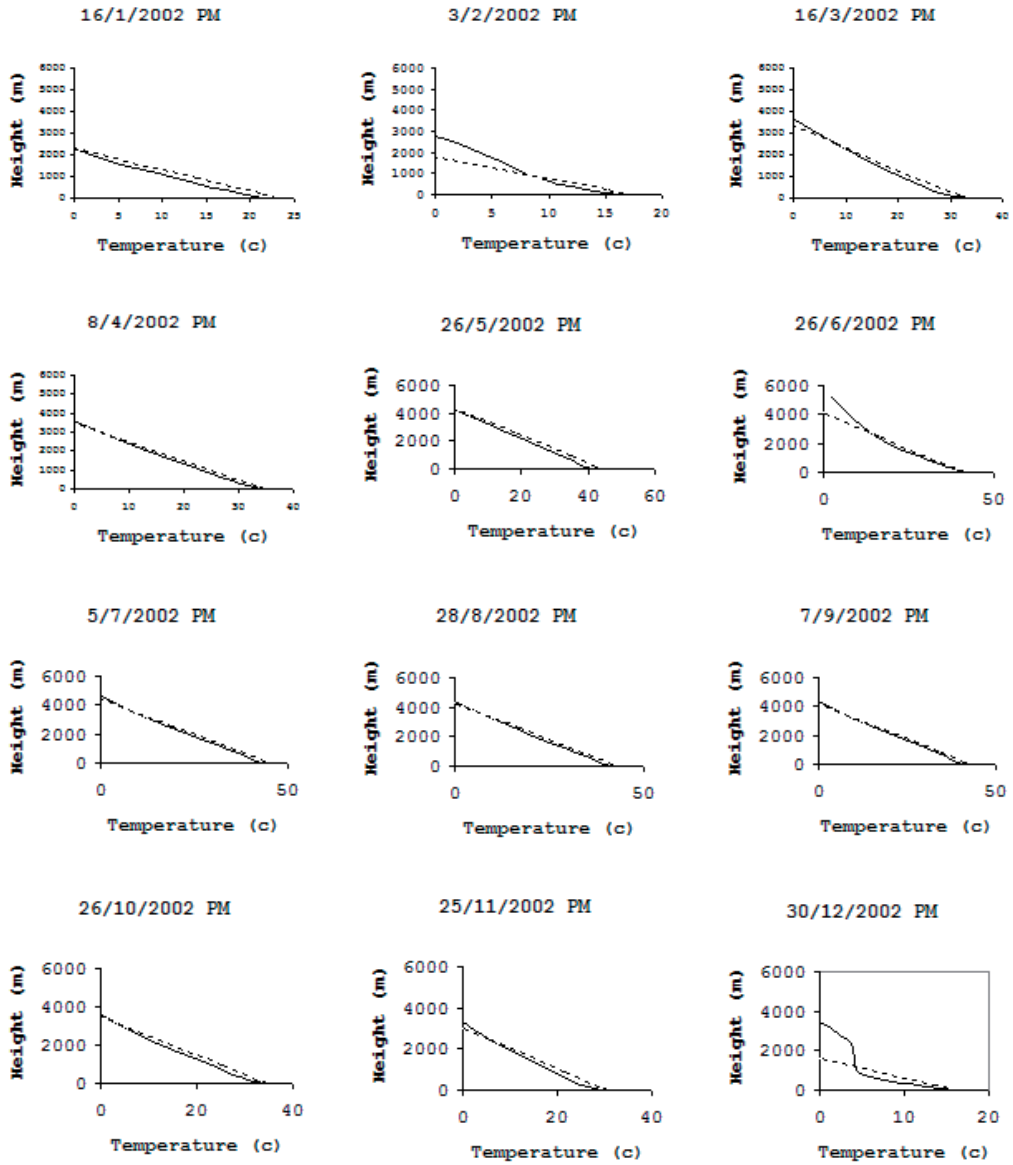 16/1/2002 PM
Height (m)
6000
5000
4000
3000
2000
1000
0
0 5 10 15 20 25
Temperature (c)
3/2/2002 PM
Height (m)
6000
5000
4000
3000
2000
1000
0
0 5 10 15 20
Temperature (c)
16/3/2002 PM
Height (m)
6000
5000
4000
3000
2000
1000
0
0 10 20 30 40
Temperature (c)
8/4/2002 PM
Height (m)
6000
5000
4000
3000
2000
1000
0
0 10 20 30 40
Temperature (c)
26/5/2002 PM
Height (m)
6000
4000
2000
0
0 20 40 60
Temperature (c)
26/6/2002 PM
Height (m)
6000
4000
2000
0
0 50
Temperature (c)
5/7/2002 PM
Height (m)
6000
4000
2000
0
0 50
Temperature (c)
28/8/2002 PM
Height (m)
6000
4000
2000
0
0 50
Temperature (c)
7/9/2002 PM
Height (m)
6000
4000
2000
0
0 50
Temperature (c)
26/10/2002 PM
Height (m)
6000
4000
2000
0
0 20 40
Temperature (c)
25/11/2002 PM
Height (m)
6000
4000
2000
0
0 20 40
Temperature (c)
30/12/2002 PM
Height (m)
6000
4000
2000
0
0 10 20
Temperature (c)